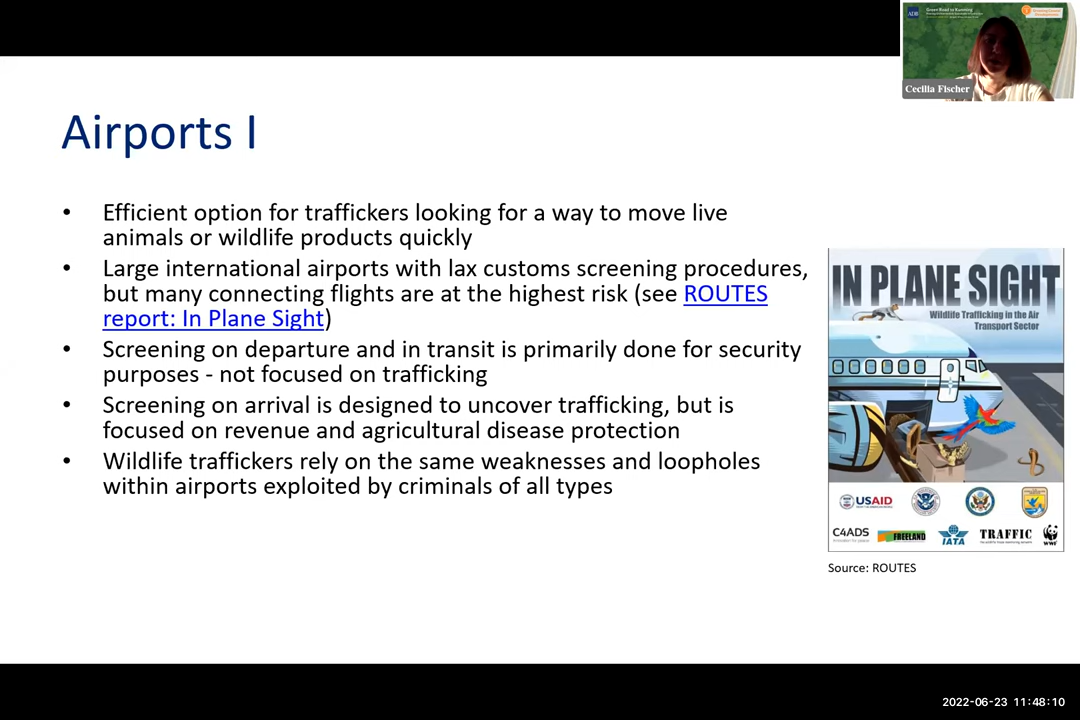 ADB
Green Road to Kunming
Cecilia Fischer
Airports I
• Efficient option for traffickers looking for a way to move live
animals or wildlife products quickly
• Large international airports with lax customs screening procedures,
but many connecting flights are at the highest risk (see ROUTES
report: In Plane Sight)
• Screening on departure and in transit is primarily done for security
purposes - not focused on trafficking
• Screening on arrival is designed to uncover trafficking, but is
focused on revenue and agricultural disease protection
• Wildlife traffickers rely on the same weaknesses and loopholes
within airports exploited by criminals of all types
IN PLANE SIGHT
Wildlife Trafficking in the Air
Transport Sector
USAID
C4ADS
FREELAND
IATA
TRAFFIC
WWF
Source: ROUTES
2022-06-23 11:48:10